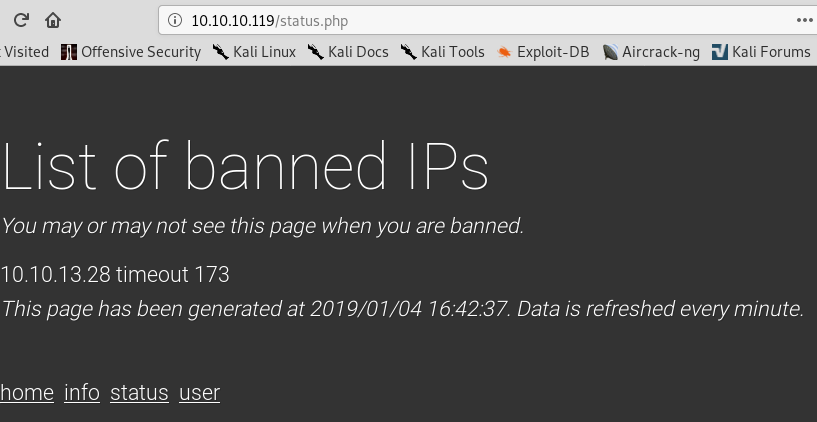 10.10.10.119/status.php
Visited Offensive Security Kali Linux Kali Docs Kali Tools Exploit-DB Aircrack-ng Kali Forums
List of banned IPs
You may or may not see this page when you are banned.
10.10.13.28 timeout 173
This page has been generated at 2019/01/04 16:42:37. Data is refreshed every minute.
home info status user